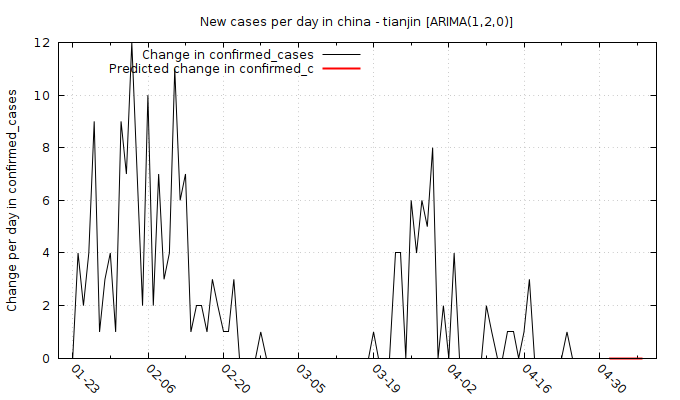 New cases per day in china - tianjin [ARIMA(1,2,0)]
Change in confirmed_cases
Predicted change in confirmed_c
Change per day in confirmed_cases
12
10
8
6
4
2
0
01-23 02-06 02-20 03-05 03-19 04-02 04-16 04-30